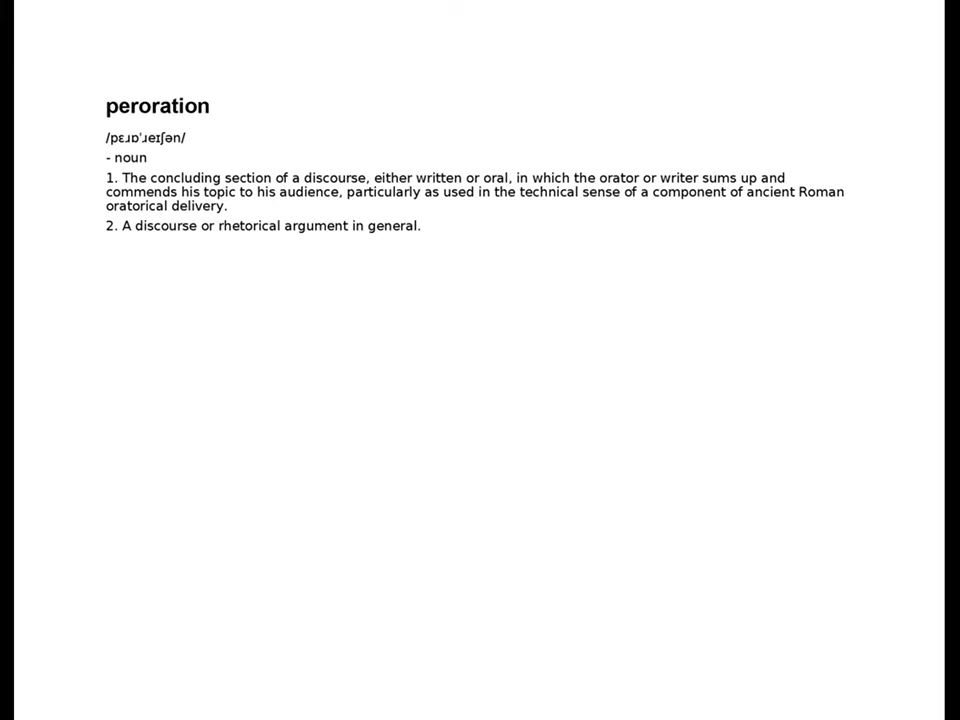 peroration
/pɛɹɒˈɹeɪʃən/
- noun
1. The concluding section of a discourse, either written or oral, in which the orator or writer sums up and
commends his topic to his audience, particularly as used in the technical sense of a component of ancient Roman
oratorical delivery.
2. A discourse or rhetorical argument in general.